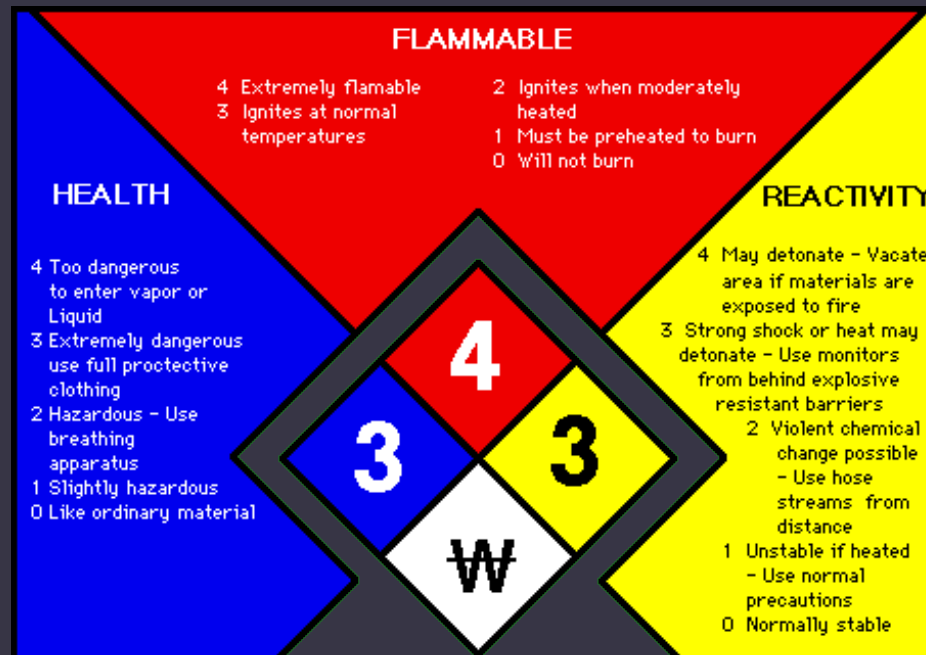 FLAMMABLE
4 Extremely flamable
3 Ignites at normal
temperatures
2 Ignites when moderately
heated
1 Must be preheated to burn
0 Will not burn
HEALTH
4 Too dangerous
to enter vapor or
Liquid
3 Extremely dangerous
use full proctective
clothing
2 Hazardous - Use
breathing
apparatus
1 Slightly hazardous
0 Like ordinary material
REACTIVITY
4 May detonate - Vacate
area if materials are
exposed to fire
3 Strong shock or heat may
detonate - Use monitors
from behind explosive
resistant barriers
2 Violent chemical
change possible
- Use hose
streams from
distance
1 Unstable if heated
- Use normal
precautions
0 Normally stable
4
3
3
W